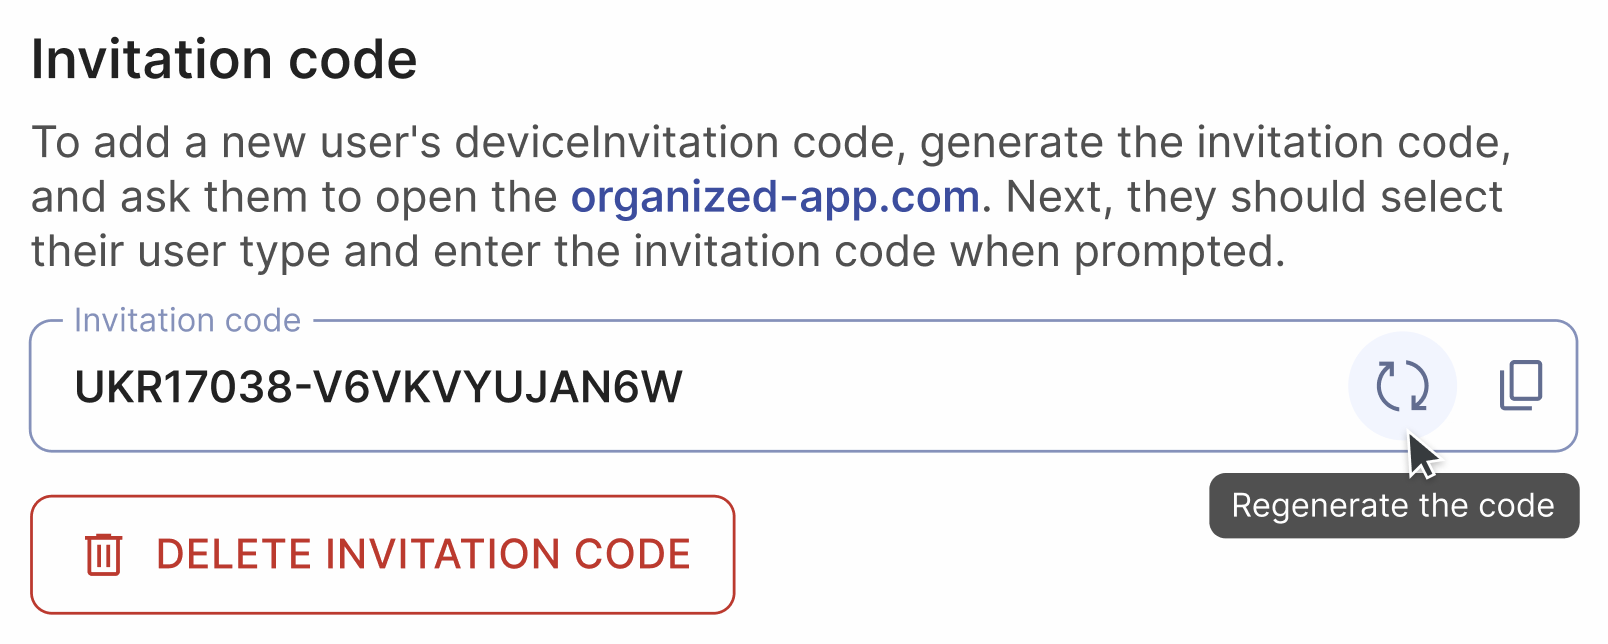 Invitation code
To add a new user's deviceInvitation code, generate the invitation code,
and ask them to open the organized-app.com. Next, they should select
their user type and enter the invitation code when prompted.
Invitation code
UKR17038-V6VKVYUJAN6W
Regenerate the code
DELETE INVITATION CODE